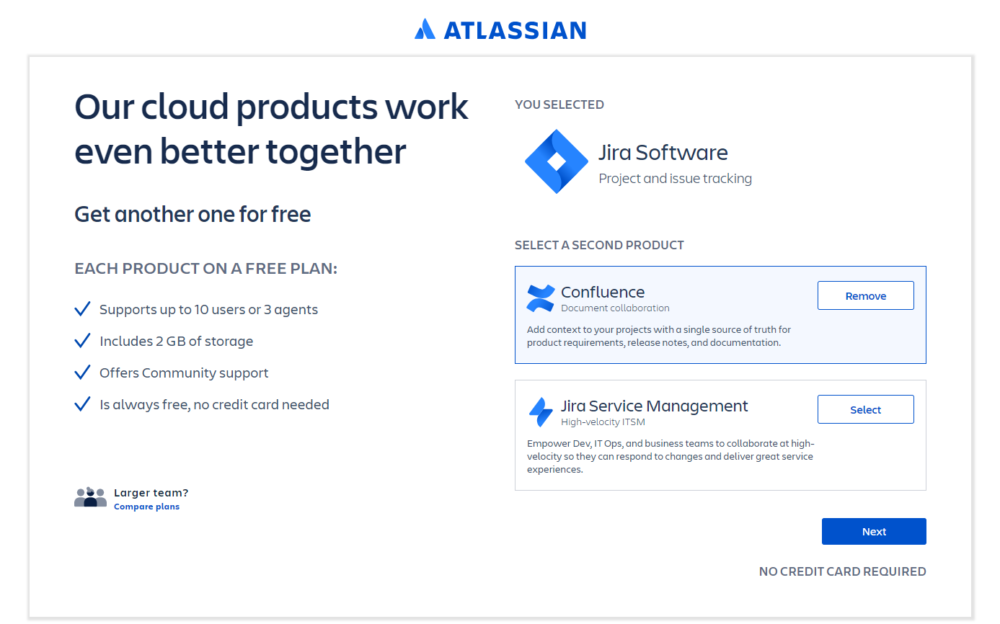 ATLASSIAN
Our cloud products work
even better together
Get another one for free
EACH PRODUCT ON A FREE PLAN:
Supports up to 10 users or 3 agents
Includes 2 GB of storage
Offers Community support
Is always free, no credit card needed
Larger team?
Compare plans
YOU SELECTED
Jira Software
Project and issue tracking
SELECT A SECOND PRODUCT
Confluence
Document collaboration
Remove
Add context to your projects with a single source of truth for
product requirements, release notes, and documentation.
Jira Service Management
High-velocity ITSM
Select
Empower Dev, IT Ops, and business teams to collaborate at high-
velocity so they can respond to changes and deliver great service
experiences.
Next
NO CREDIT CARD REQUIRED